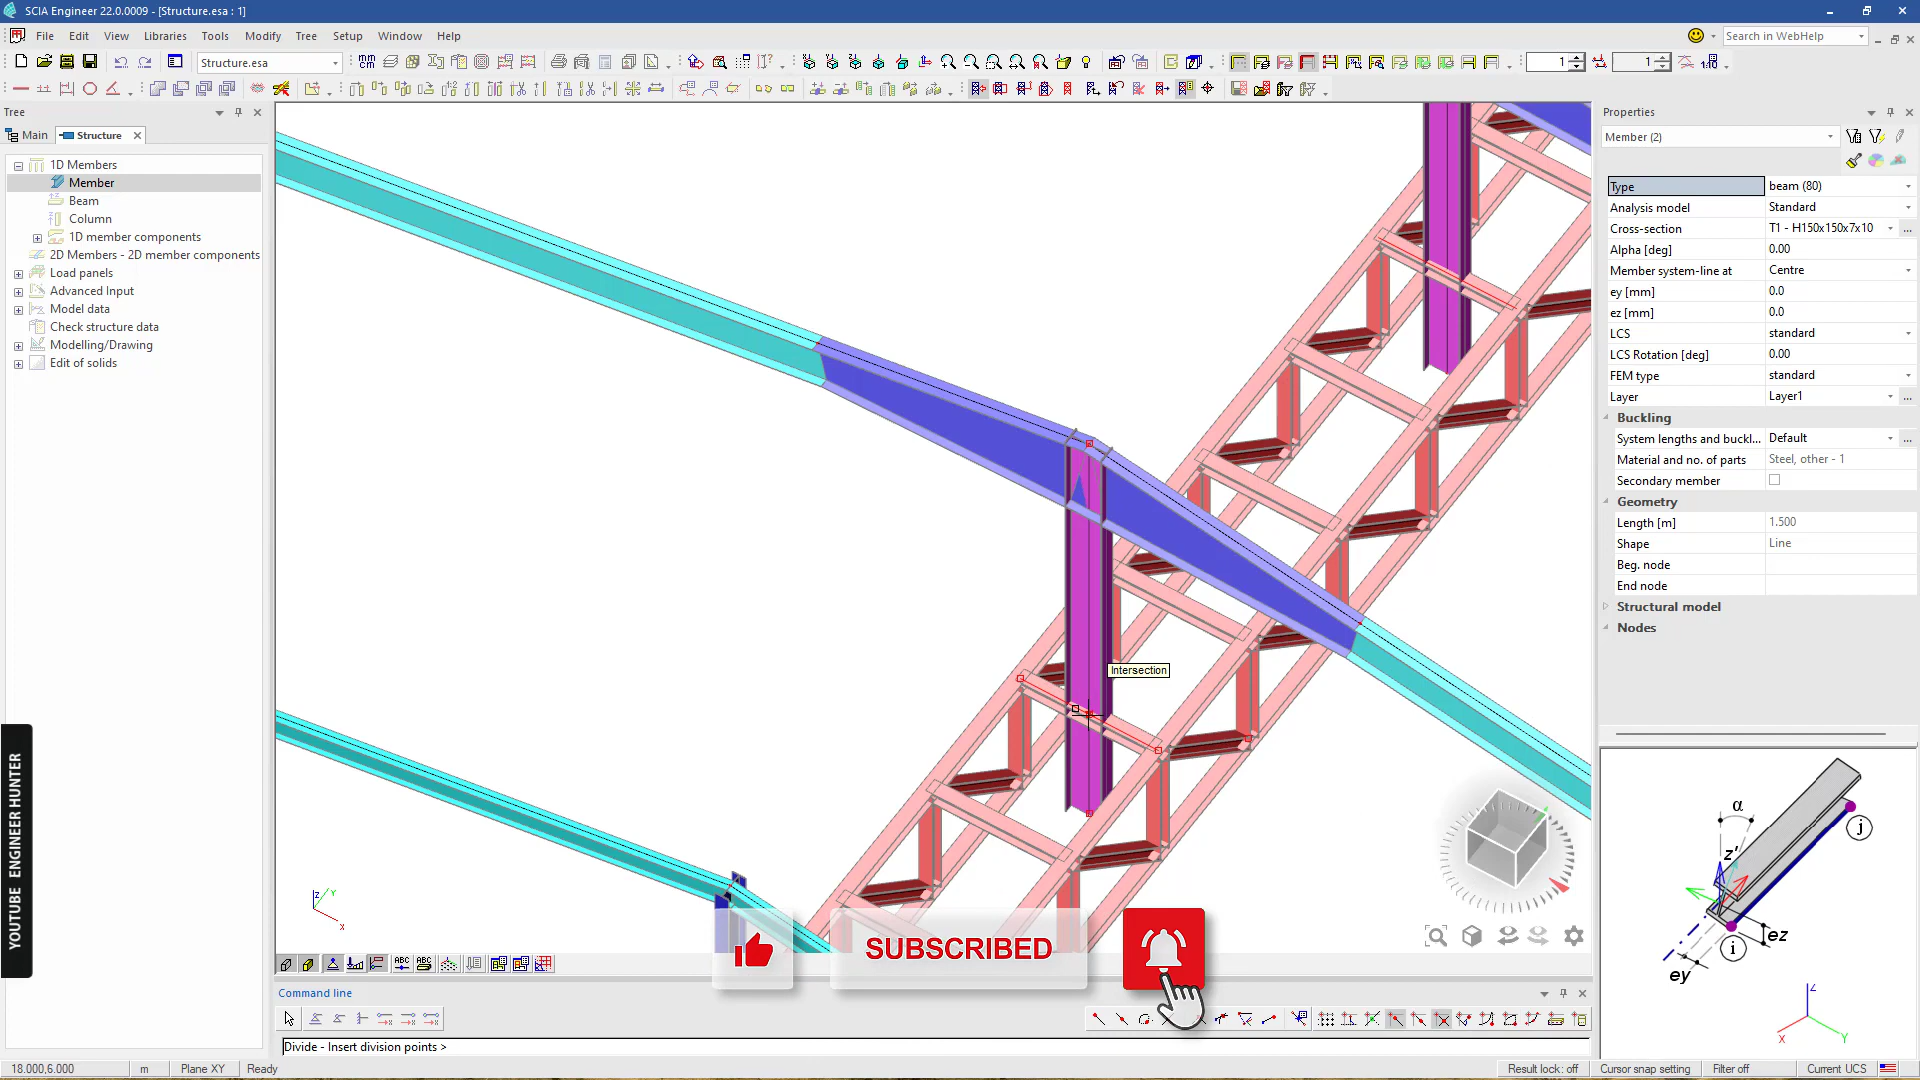 SCIA Engineer 22.0.0009 - [Structure.esa : 1]
File Edit View Libraries Tools Modify Tree Setup Window Help
Search in WebHelp
Structure.esa
1
1
Tree
Main
Structure
1D Members
Member
Beam
Column
1D member components
2D Members - 2D member components
Load panels
Advanced Input
Model data
Check structure data
Modelling/Drawing
Edit of solids
YOUTUBE ENGINEER HUNTER
Intersection
Z
Y
X
SUBSCRIBED
ABC
ABC
Command line
Divide - Insert division points >
18.000,6.000 m Plane XY Ready
Result lock: off Cursor snap setting Filter off Current UCS
Properties
Member (2)
Type beam (80)
Analysis model Standard
Cross-section T1 - H150x150x7x10 ...
Alpha [deg] 0.00
Member system-line at Centre
ey [mm] 0.0
ez [mm] 0.0
LCS standard
LCS Rotation [deg] 0.00
FEM type standard
Layer Layer1 ...
Buckling
System lengths and buckl... Default ...
Material and no. of parts Steel, other - 1
Secondary member
Geometry
Length [m] 1.500
Shape Line
Beg. node
End node
Structural model
Nodes
α
z'
j
i
ez
ey
Z
X
Y